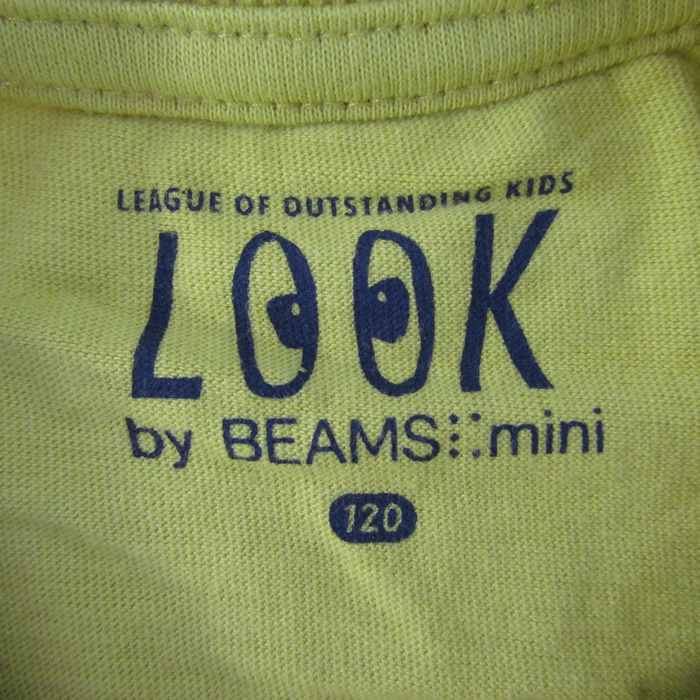 LEAGUE OF OUTSTANDING KIDS
LOOK
by BEAMS mini
120